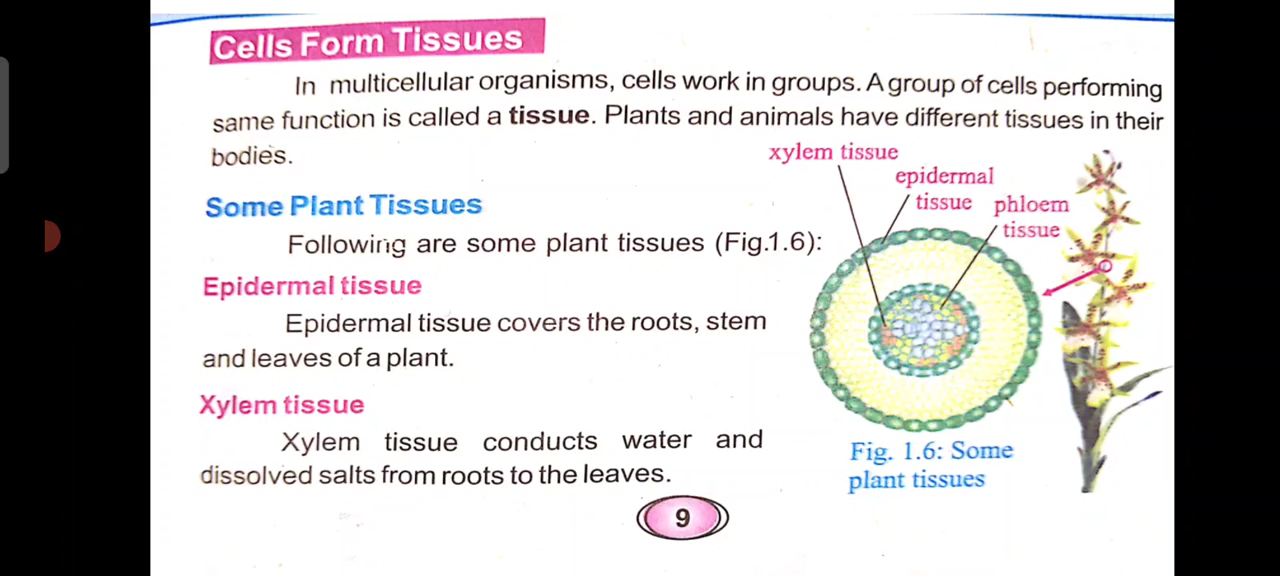 Cells Form Tissues
In multicellular organisms, cells work in groups. A group of cells performing
same function is called a tissue. Plants and animals have different tissues in their
bodies.
xylem tissue
epidermal
tissue
phloem
tissue
Some Plant Tissues
Following are some plant tissues (Fig.1.6):
Epidermal tissue
Epidermal tissue covers the roots, stem
and leaves of a plant.
Xylem tissue
Xylem tissue conducts water and
dissolved salts from roots to the leaves.
Fig. 1.6: Some
plant tissues
9